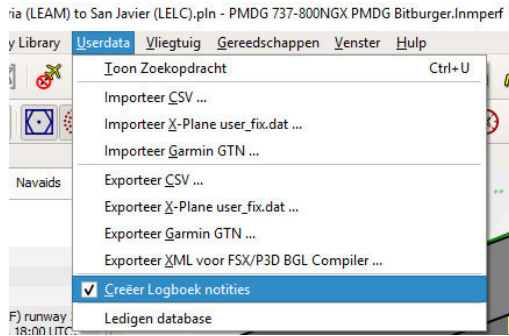 ria (LEAM) to San Javier (LELC).pln - PMDG 737-800NGX PMDG Bitburger.lnmperf
y Library Userdata Vliegtuig Gereedschappen Venster Hulp
Toon Zoekopdracht Ctrl+U
Importeer CSV ...
Importeer X-Plane user_fix.dat ...
Importeer Garmin GTN ...
Navaids
Exporteer CSV ...
Exporteer X-Plane user_fix.dat ...
Exporteer Garmin GTN ...
Exporteer XML voor FSX/P3D BGL Compiler ...
Creëer Logboek notities
F) runway
18:00 UTC
Ledigen database